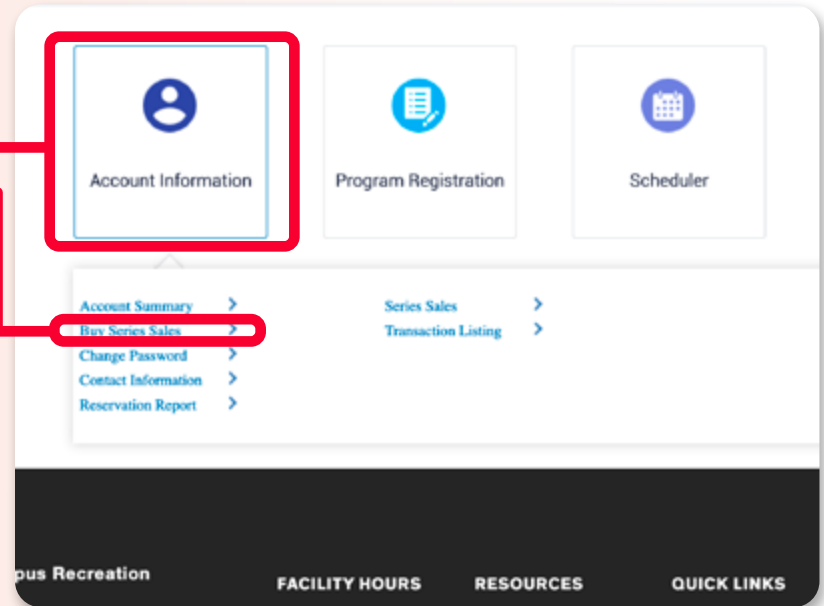 Account Information
Program Registration
Scheduler
Account Summary
Buy Series Sales
Change Password
Contact Information
Reservation Report
Series Sales
Transaction Listing
pus Recreation
FACILITY HOURS
RESOURCES
QUICK LINKS